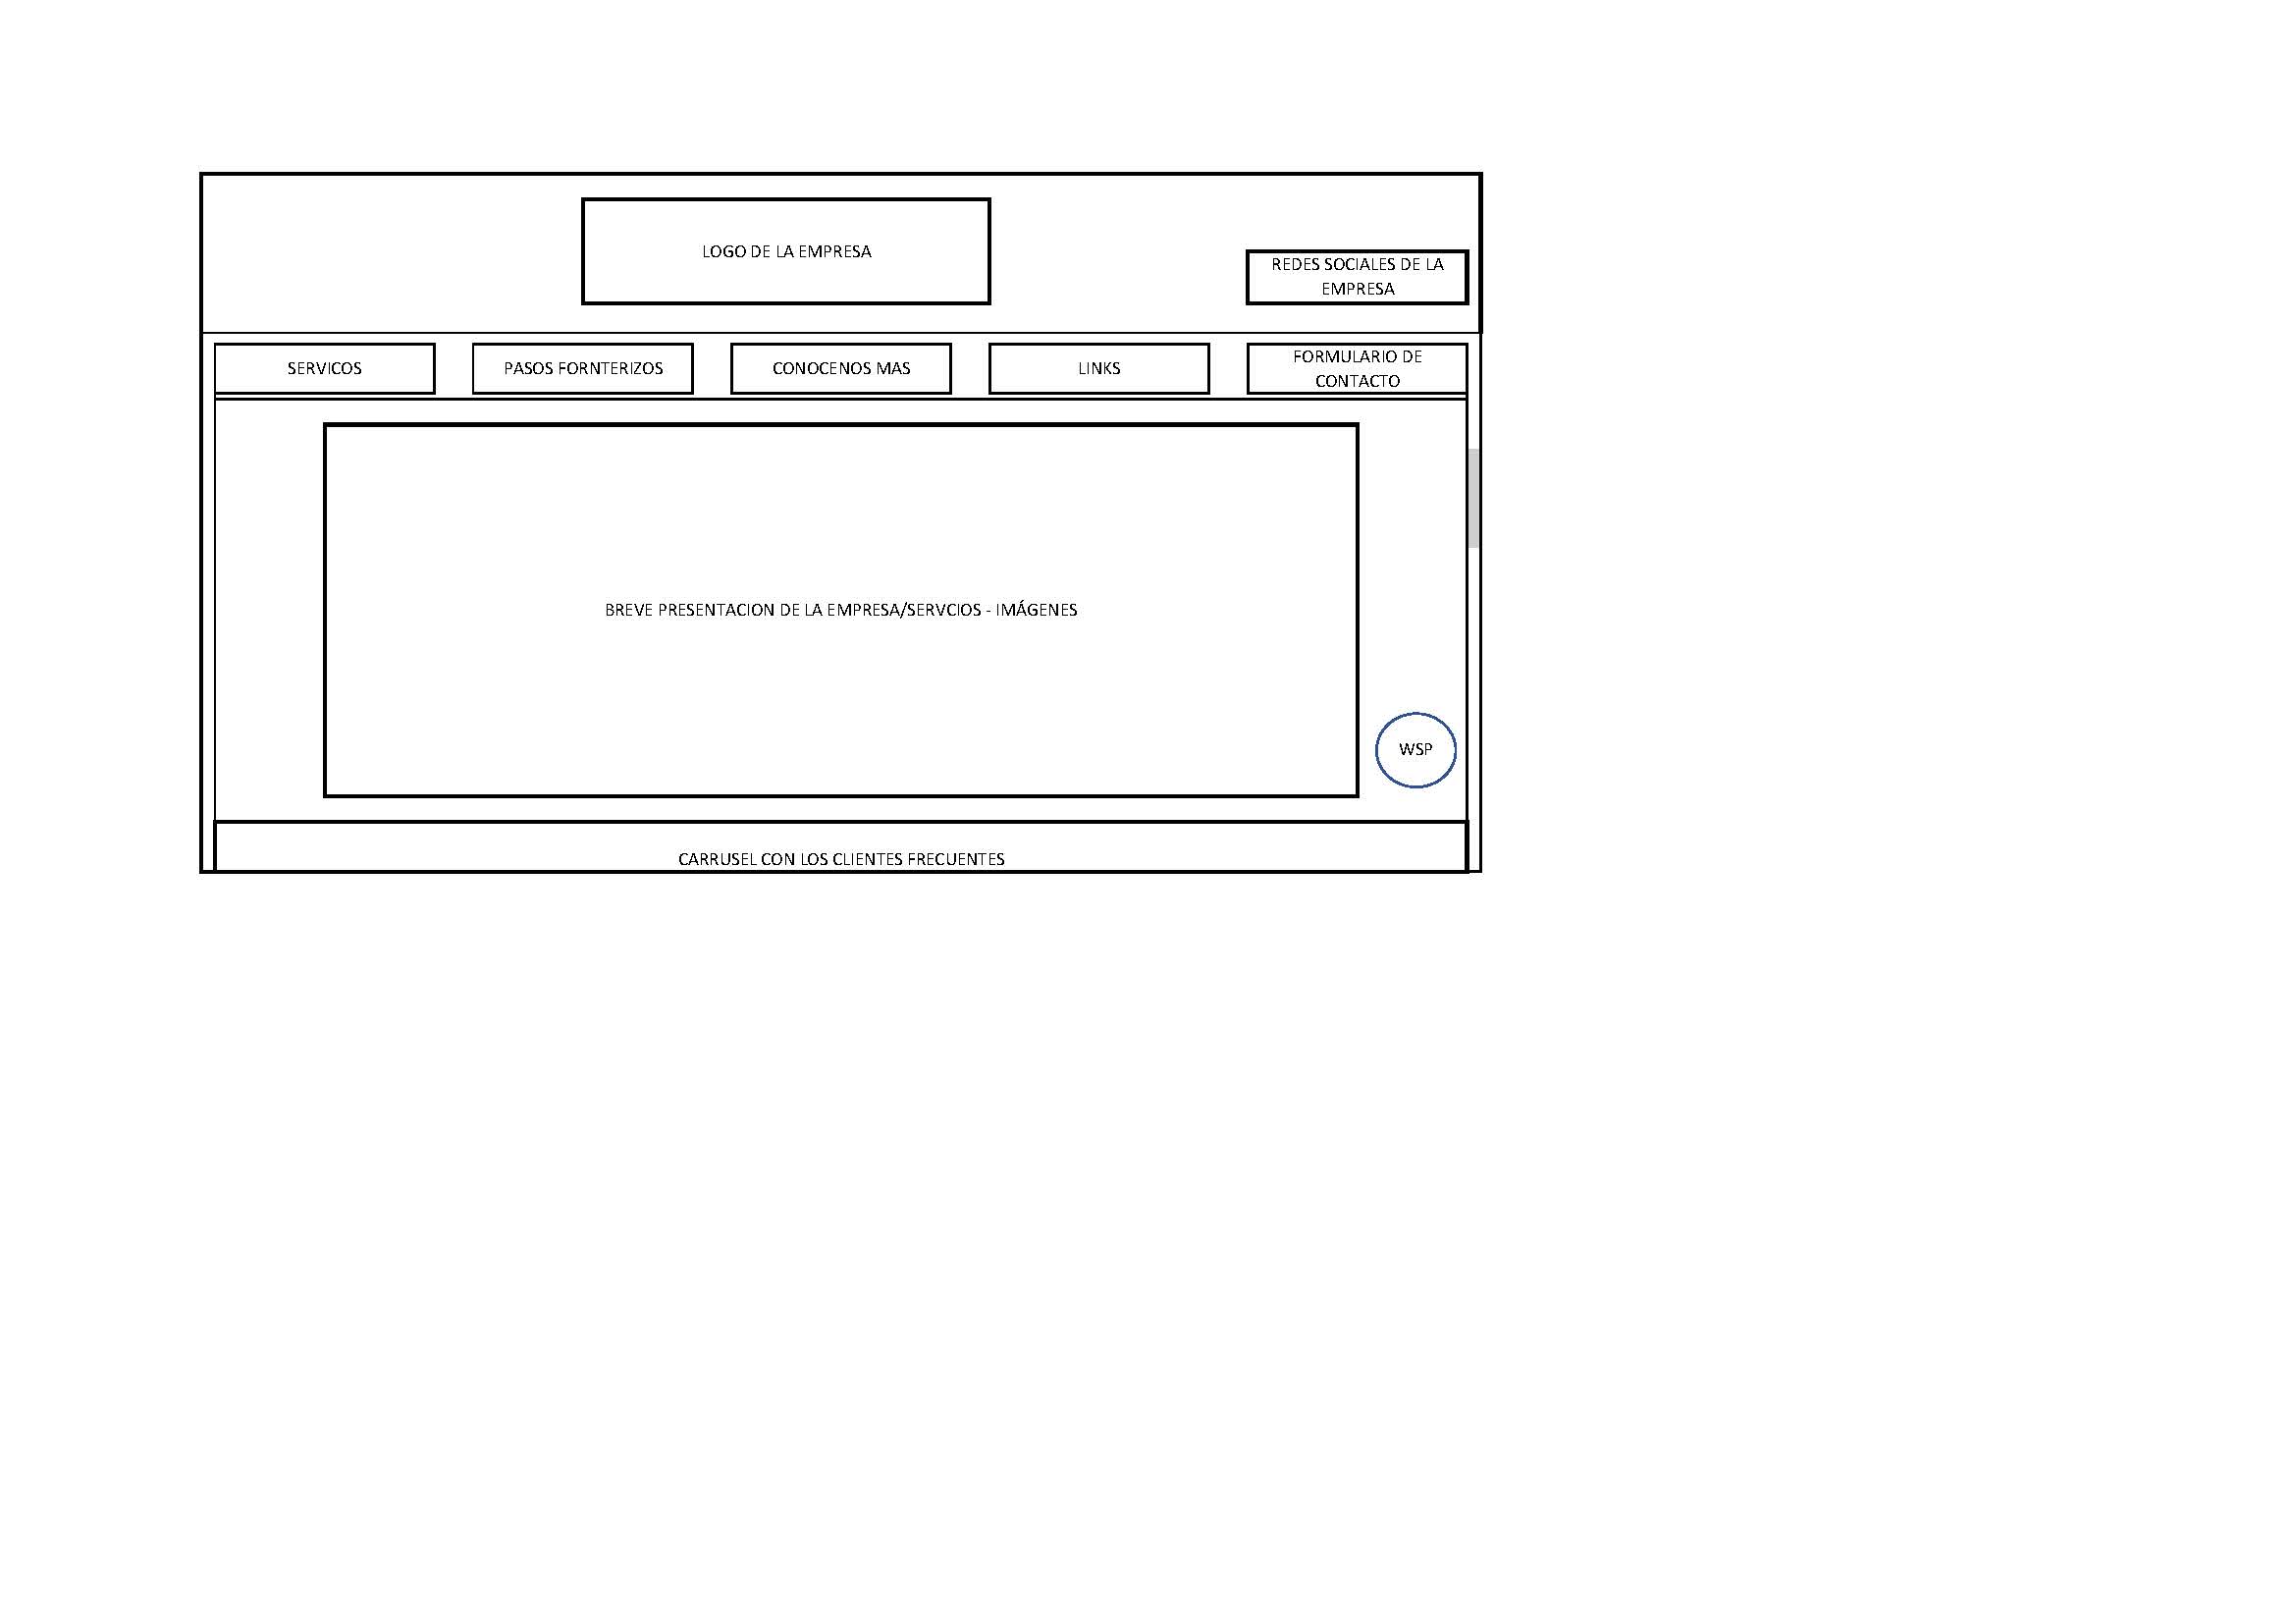 LOGO DE LA EMPRESA
REDES SOCIALES DE LA
EMPRESA
SERVICOS
PASOS FORNTERIZOS
CONOCENOS MAS
LINKS
FORMULARIO DE
CONTACTO
BREVE PRESENTACION DE LA EMPRESA/SERVCIOS - IMÁGENES
WSP
CARRUSEL CON LOS CLIENTES FRECUENTES